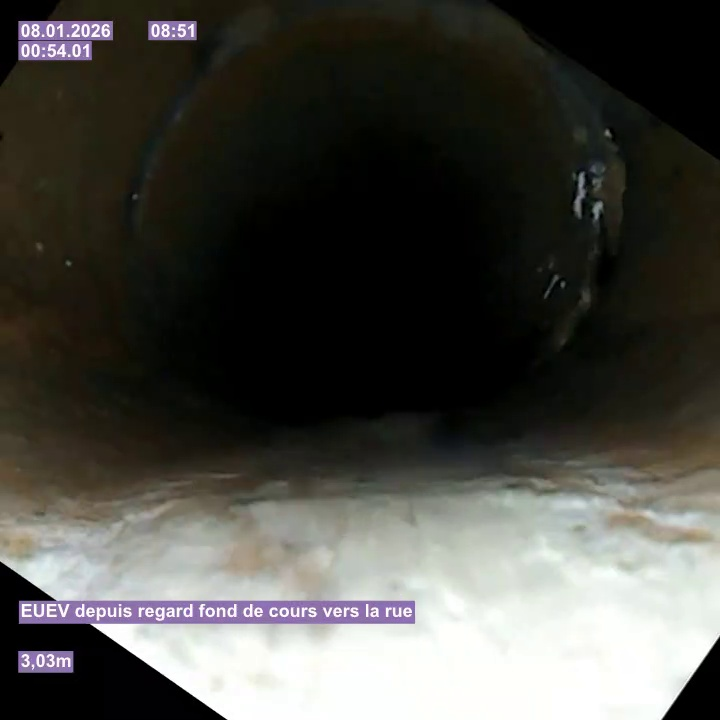 08.01.2026 08:51
00:54.01
EUEV depuis regard fond de cours vers la rue
3,03m